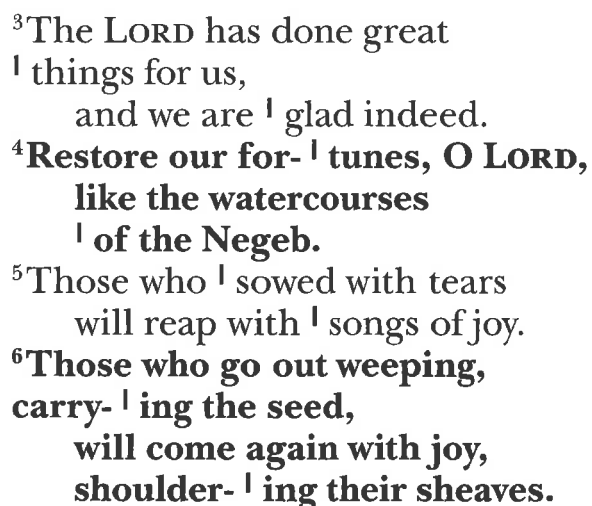 ³The LORD has done great
| things for us,
and we are | glad indeed.
⁴Restore our for- | tunes, O LORD,
like the watercourses
| of the Negeb.
⁵Those who | sowed with tears
will reap with | songs of joy.
⁶Those who go out weeping,
carry- | ing the seed,
will come again with joy,
shoulder- | ing their sheaves.